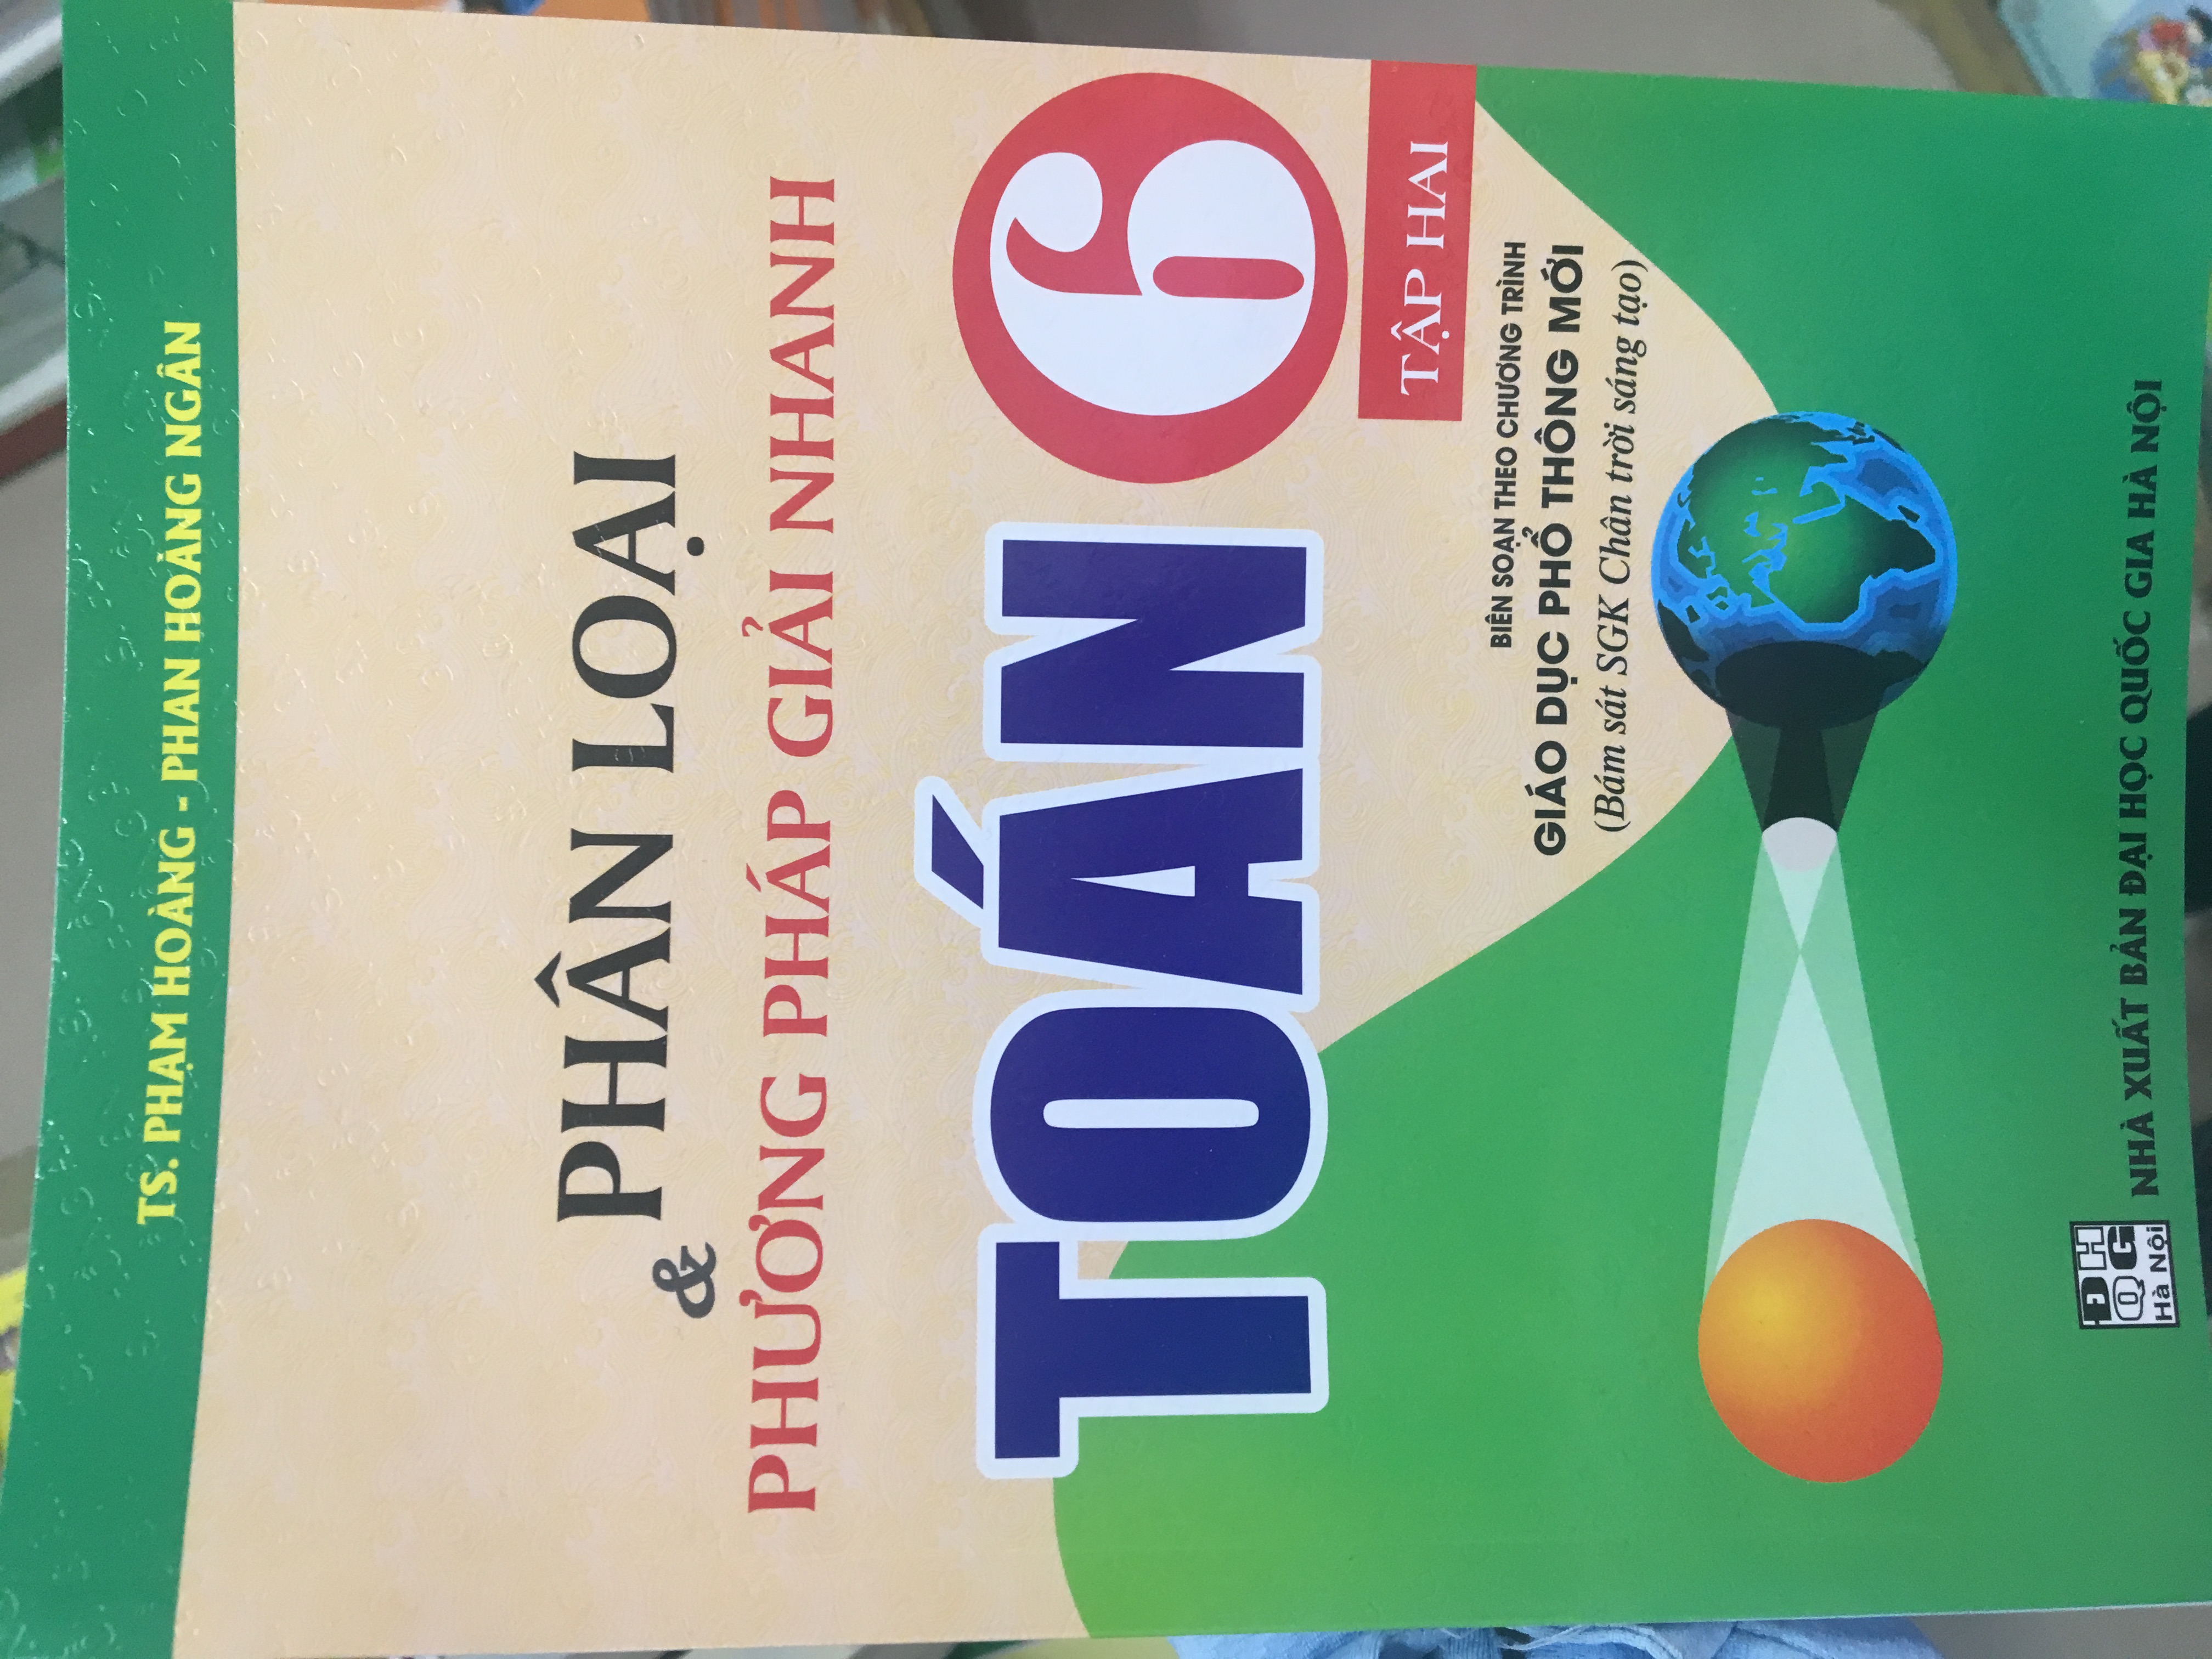 TS. PHẠM HOÀNG - PHAN HOÀNG NGÂN
PHÂN LOẠI
&
PHƯƠNG PHÁP GIẢI NHANH
TOÁN 6
TẬP HAI
BIÊN SOẠN THEO CHƯƠNG TRÌNH
GIÁO DỤC PHỔ THÔNG MỚI
(Bám sát SGK Chân trời sáng tạo)
ĐH
QG
Hà Nội
NHÀ XUẤT BẢN ĐẠI HỌC QUỐC GIA HÀ NỘI